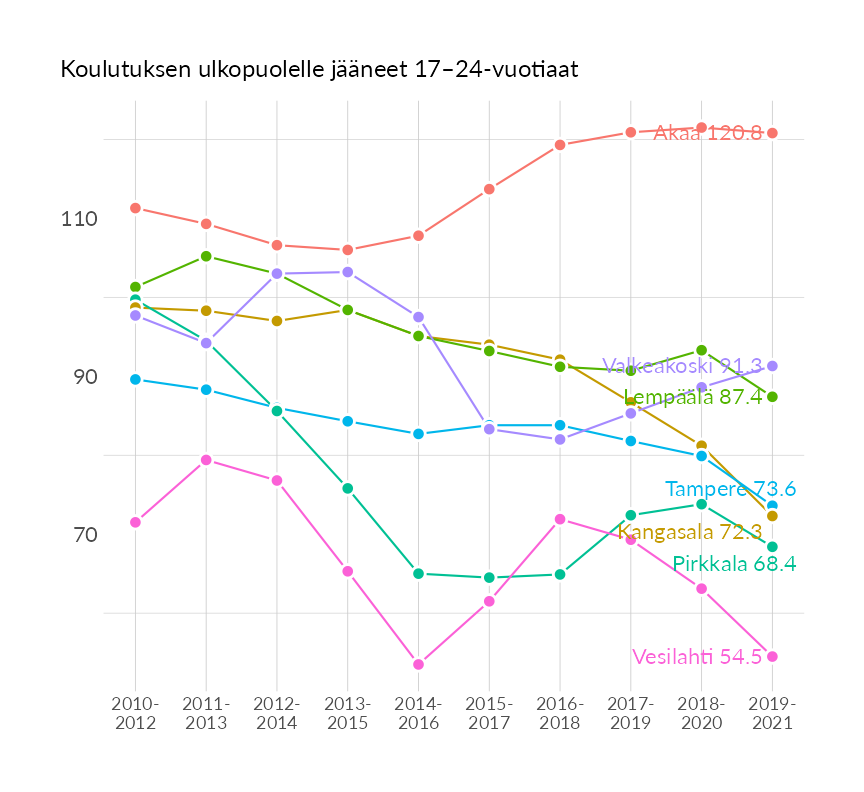 Koulutuksen ulkopuolelle jääneet 17–24-vuotiaat
Akaa 120.8
110
Valkeakoski 91.3
90
Lempäälä 87.4
Tampere 73.6
Kangasala 72.3
70
Pirkkala 68.4
Vesilahti 54.5
2010- 2011- 2012- 2013- 2014- 2015- 2016- 2017- 2018- 2019-
2012 2013 2014 2015 2016 2017 2018 2019 2020 2021